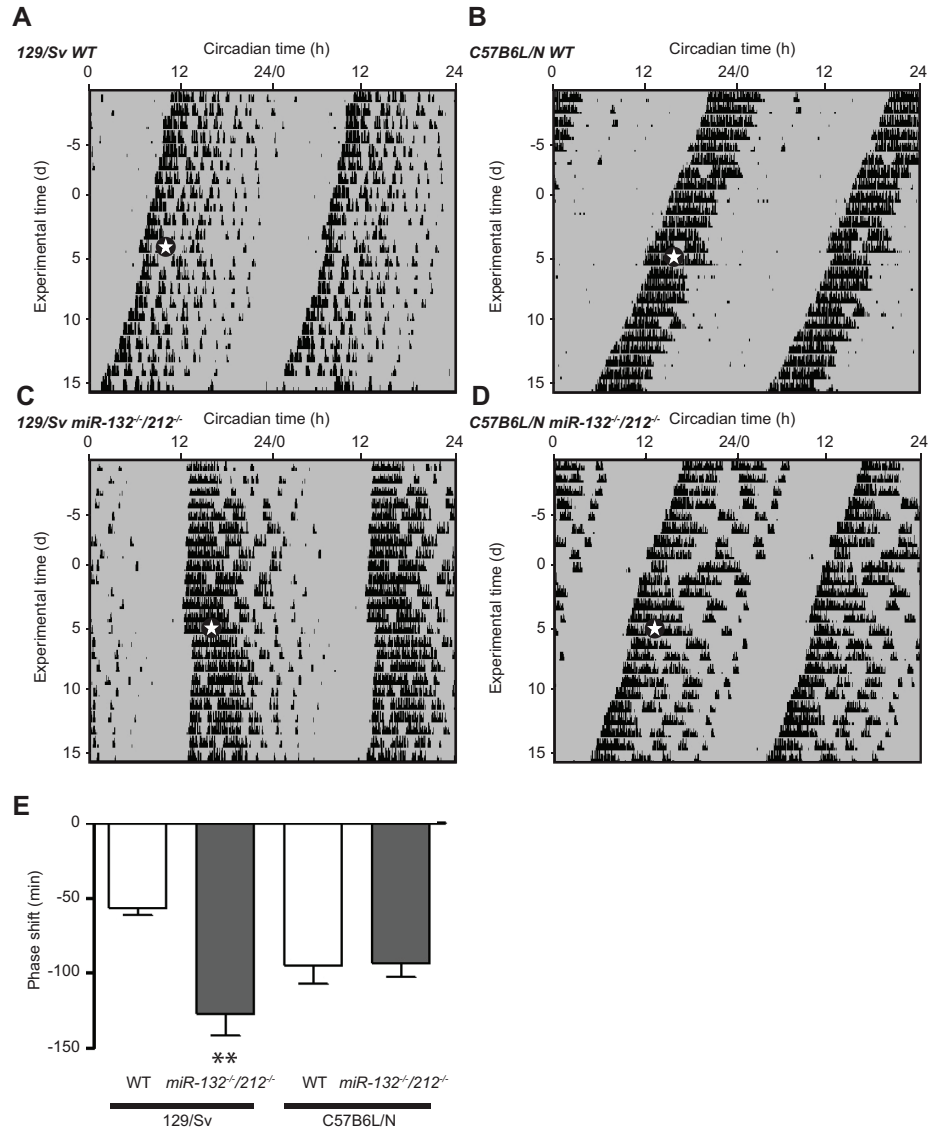 A
B
129/Sv WT
Circadian time (h)
C57B6L/N WT
Circadian time (h)
0 12 24/0 12 24
0 12 24/0 12 24
Experimental time (d)
-5
0
5
10
15
Experimental time (d)
-5
0
5
10
15
C
D
129/Sv miR-132-/-/212-/-
Circadian time (h)
C57B6L/N miR-132-/-/212-/-
Circadian time (h)
0 12 24/0 12 24
0 12 24/0 12 24
Experimental time (d)
-5
0
5
10
15
Experimental time (d)
-5
0
5
10
15
E
Phase shift (min)
0
-50
-100
-150
**
WT miR-132-/-/212-/- WT miR-132-/-/212-/-
129/Sv C57B6L/N